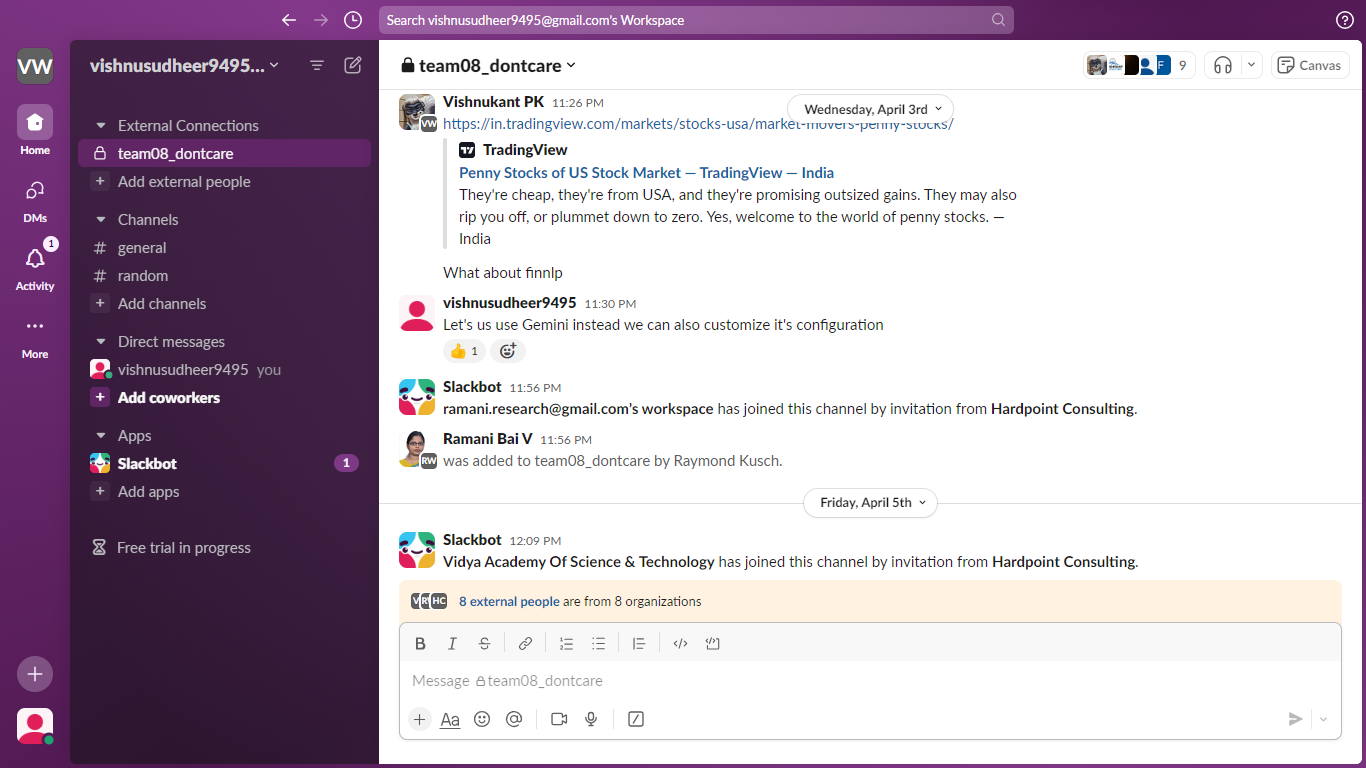 Search vishnusudheer9495@gmail.com's Workspace
VW
Home
DMs
1
Activity
More
vishnusudheer9495...
External Connections
team08_dontcare
Add external people
Channels
# general
# random
Add channels
Direct messages
vishnusudheer9495 you
Add coworkers
Apps
Slackbot 1
Add apps
Free trial in progress
team08_dontcare
F 9
Canvas
Wednesday, April 3rd
Vishnukant PK 11:26 PM
VW
https://in.tradingview.com/markets/stocks-usa/market-movers-penny-stocks/
TradingView
Penny Stocks of US Stock Market — TradingView — India
They're cheap, they're from USA, and they're promising outsized gains. They may also
rip you off, or plummet down to zero. Yes, welcome to the world of penny stocks. —
India
What about finnlp
vishnusudheer9495 11:30 PM
Let's us use Gemini instead we can also customize it's configuration
1
Slackbot 11:56 PM
ramani.research@gmail.com's workspace has joined this channel by invitation from Hardpoint Consulting.
Ramani Bai V 11:56 PM
RW
was added to team08_dontcare by Raymond Kusch.
Friday, April 5th
Slackbot 12:09 PM
Vidya Academy Of Science & Technology has joined this channel by invitation from Hardpoint Consulting.
HC 8 external people are from 8 organizations
B I S
Message team08_dontcare
Aa